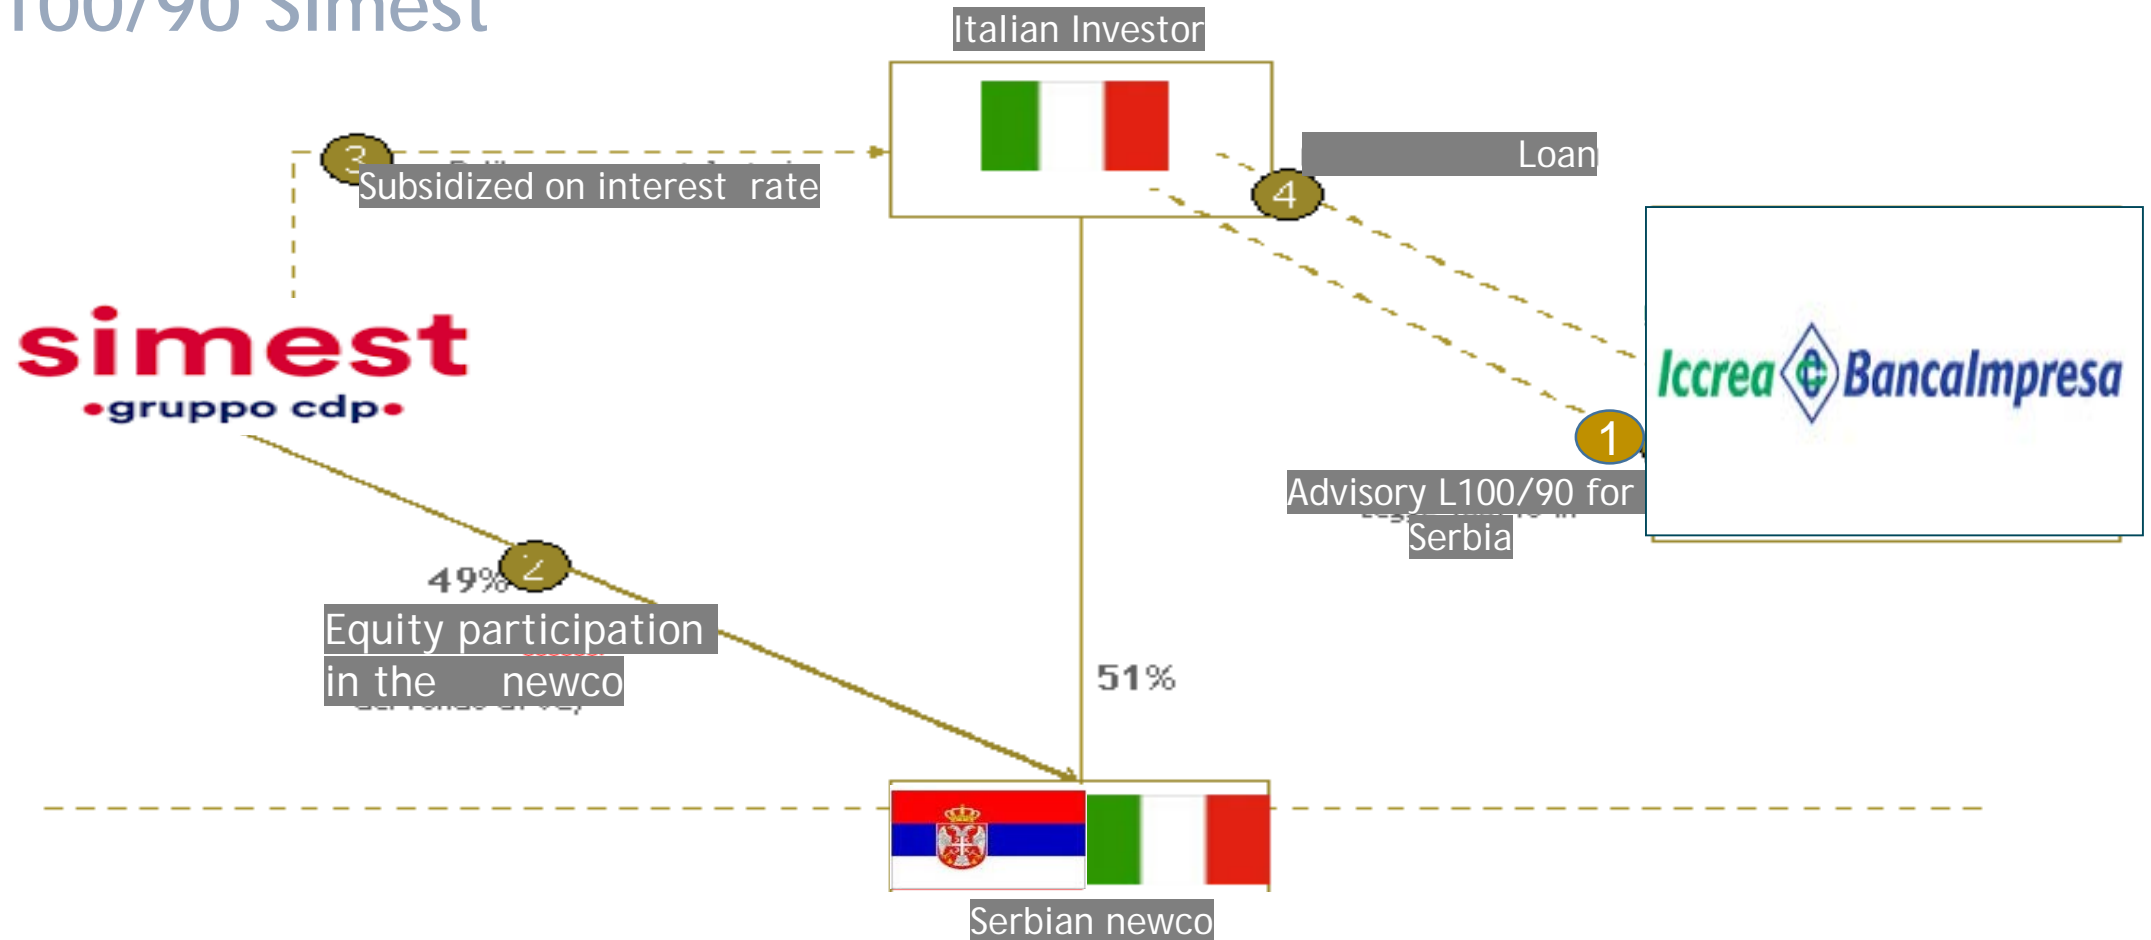 100/90 Simest
Italian Investor
3
Subsidized on interest rate
4
Loan
simest
•gruppo cdp•
Iccrea BancaImpresa
1
Advisory L100/90 for
Serbia
49%
2
Equity participation
in the newco
51%
Serbian newco